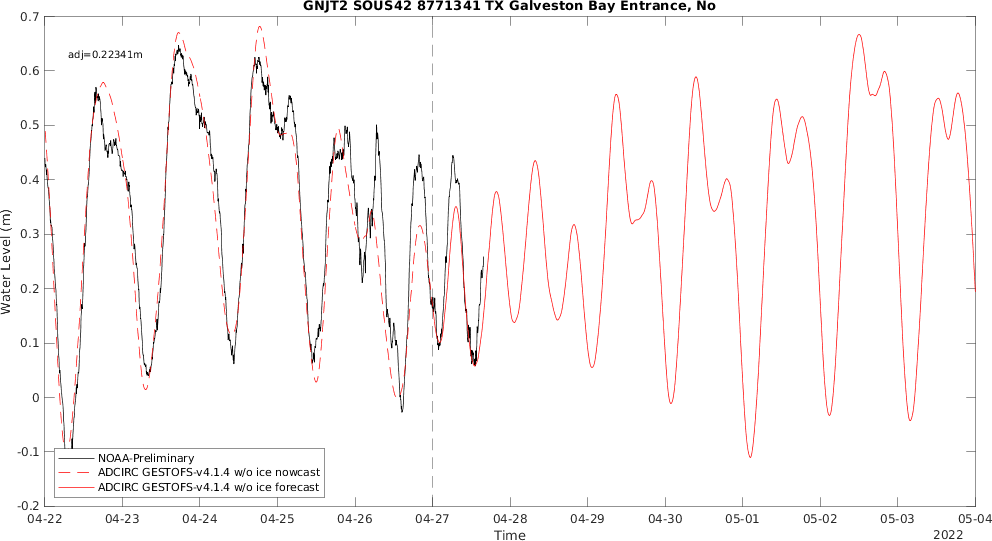 GNJT2 SOUS42 8771341 TX Galveston Bay Entrance, No
adj=0.22341m
Water Level (m)
0.7
0.6
0.5
0.4
0.3
0.2
0.1
0
-0.1
-0.2
NOAA-Preliminary
ADCIRC GESTOFS-v4.1.4 w/o ice nowcast
ADCIRC GESTOFS-v4.1.4 w/o ice forecast
04-22 04-23 04-24 04-25 04-26 04-27 04-28 04-29 04-30 05-01 05-02 05-03 05-04
Time
2022